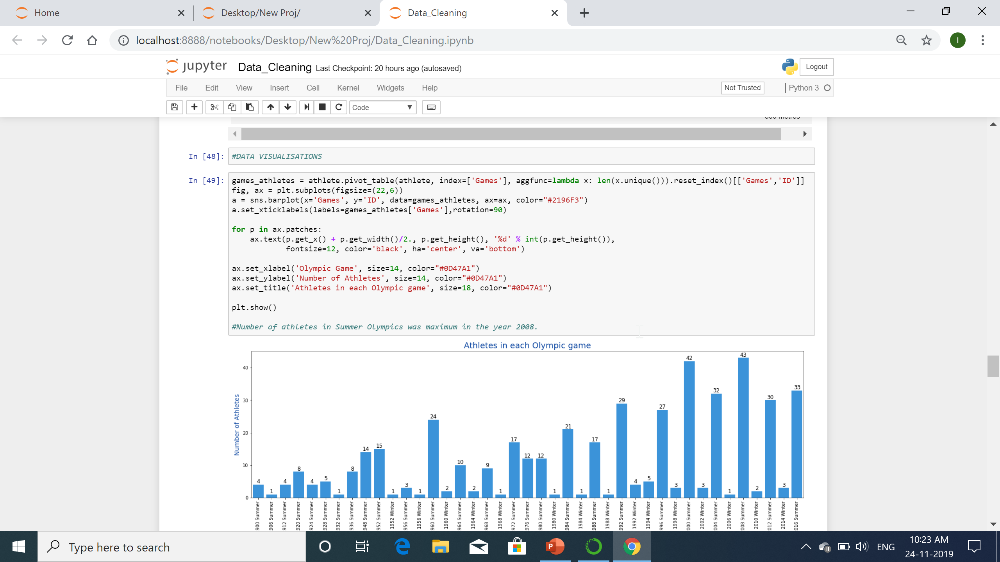 Home
Desktop/New Proj/
Data_Cleaning
localhost:8888/notebooks/Desktop/New%20Proj/Data_Cleaning.ipynb
I
jupyter Data_Cleaning Last Checkpoint: 20 hours ago (autosaved)
Logout
File Edit View Insert Cell Kernel Widgets Help
Not Trusted
Python 3
Code
In [48]: #DATA VISUALISATIONS
In [49]: games_athletes = athlete.pivot_table(athlete, index=['Games'], aggfunc=lambda x: len(x.unique())).reset_index()[['Games','ID']]
fig, ax = plt.subplots(figsize=(22,6))
a = sns.barplot(x='Games', y='ID', data=games_athletes, ax=ax, color="#2196F3")
a.set_xticklabels(labels=games_athletes['Games'],rotation=90)
for p in ax.patches:
    ax.text(p.get_x() + p.get_width()/2., p.get_height(), '%d' % int(p.get_height()),
            fontsize=12, color='black', ha='center', va='bottom')
ax.set_xlabel('Olympic Game', size=14, color="#0D47A1")
ax.set_ylabel('Number of Athletes', size=14, color="#0D47A1")
ax.set_title('Athletes in each Olympic game', size=18, color="#0D47A1")
plt.show()
#Number of athletes in Summer Olympics was maximum in the year 2008.
Athletes in each Olympic game
Number of Athletes
40
30
20
10
0
4 1 4 8 4 5 1 8 14 15 1 3 1 24 2 10 2 9 1 17 12 12 1 21 1 17 1 29 4 5 27 3 42 3 32 1 43 2 30 3 33
900 Summer
906 Summer
912 Summer
920 Summer
924 Summer
928 Summer
932 Summer
936 Summer
948 Summer
952 Summer
1952 Winter
956 Summer
1956 Winter
960 Summer
1960 Winter
964 Summer
1964 Winter
968 Summer
1968 Winter
972 Summer
976 Summer
980 Summer
1980 Winter
984 Summer
1984 Winter
988 Summer
1988 Winter
992 Summer
1992 Winter
1994 Winter
996 Summer
1998 Winter
000 Summer
2002 Winter
004 Summer
2006 Winter
008 Summer
2010 Winter
012 Summer
2014 Winter
016 Summer
Type here to search
ENG
10:23 AM
24-11-2019